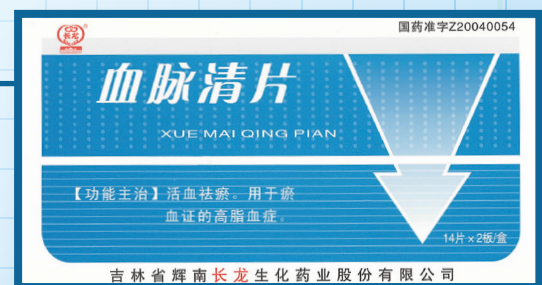 长龙
国药准字Z20040054
血脉清片
XUE MAI QING PIAN
【功能主治】活血祛瘀。用于瘀
血证的高脂血症。
14片×2板/盒
吉林省辉南长龙生化药业股份有限公司